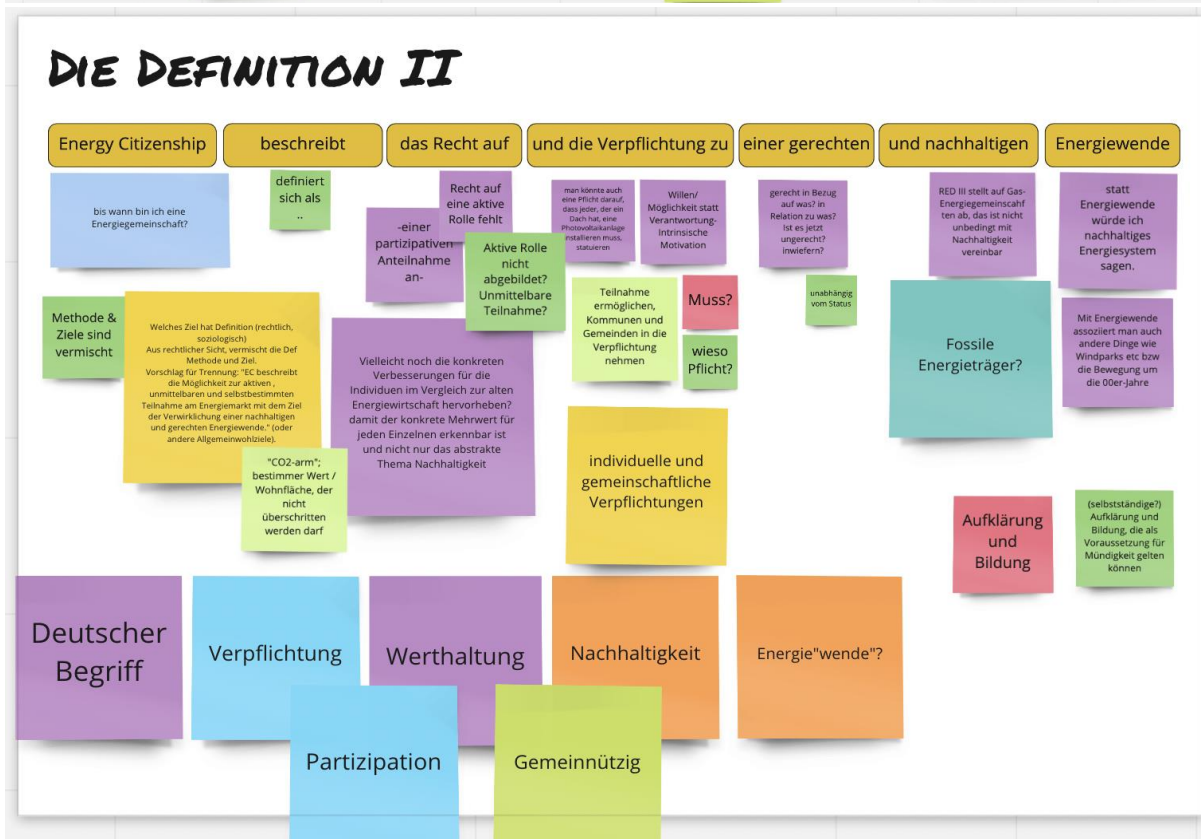 DIE DEFINITION II
Energy Citizenship
beschreibt
das Recht auf
und die Verpflichtung zu
einer gerechten
und nachhaltigen
Energiewende
bis wann bin ich eine
Energiegemeinschaft?
definiert
sich als
..
-einer
partizipativen
Anteilnahme
an-
Recht auf
eine aktive
Rolle fehlt
Aktive Rolle
nicht
abgebildet?
Unmittelbare
Teilnahme?
man könnte auch
eine Pflicht darauf,
dass jeder, der ein
Dach hat, eine
Photovoltaikanlage
installieren muss,
statuieren
Willen/
Möglichkeit statt
Verantwortung-
Intrinsische
Motivation
gerecht in Bezug
auf was? in
Relation zu was?
Ist es jetzt
ungerecht?
inwiefern?
RED III stellt auf Gas-
Energiegemeinscahf
ten ab, das ist nicht
unbedingt mit
Nachhaltigkeit
vereinbar
statt
Energiewende
würde ich
nachhaltiges
Energiesystem
sagen.
Methode &
Ziele sind
vermischt
Welches Ziel hat Definition (rechtlich,
soziologisch)
Aus rechtlicher Sicht, vermischt die Def
Methode und Ziel.
Vorschlag für Trennung: "EC beschreibt
die Möglichkeit zur aktiven ,
unmittelbaren und selbstbestimmten
Teilnahme am Energiemarkt mit dem Ziel
der Verwirklichung einer nachhaltigen
und gerechten Energiewende." (oder
andere Allgemeinwohlziele).
"CO2-arm";
bestimmer Wert /
Wohnfläche, der
nicht
überschritten
werden darf
Vielleicht noch die konkreten
Verbesserungen für die
Individuen im Vergleich zur alten
Energiewirtschaft hervorheben?
damit der konkrete Mehrwert für
jeden Einzelnen erkennbar ist
und nicht nur das abstrakte
Thema Nachhaltigkeit
Teilnahme
ermöglichen,
Kommunen und
Gemeinden in die
Verpflichtung
nehmen
Muss?
wieso
Pflicht?
unabhängig
vom Status
Fossile
Energieträger?
Mit Energiewende
assoziiert man auch
andere Dinge wie
Windparks etc bzw
die Bewegung um
die 00er-Jahre
individuelle und
gemeinschaftliche
Verpflichtungen
Aufklärung
und
Bildung
(selbstständige?)
Aufklärung und
Bildung, die als
Voraussetzung für
Mündigkeit gelten
können
Deutscher
Begriff
Verpflichtung
Werthaltung
Nachhaltigkeit
Energie"wende"?
Partizipation
Gemeinnützig